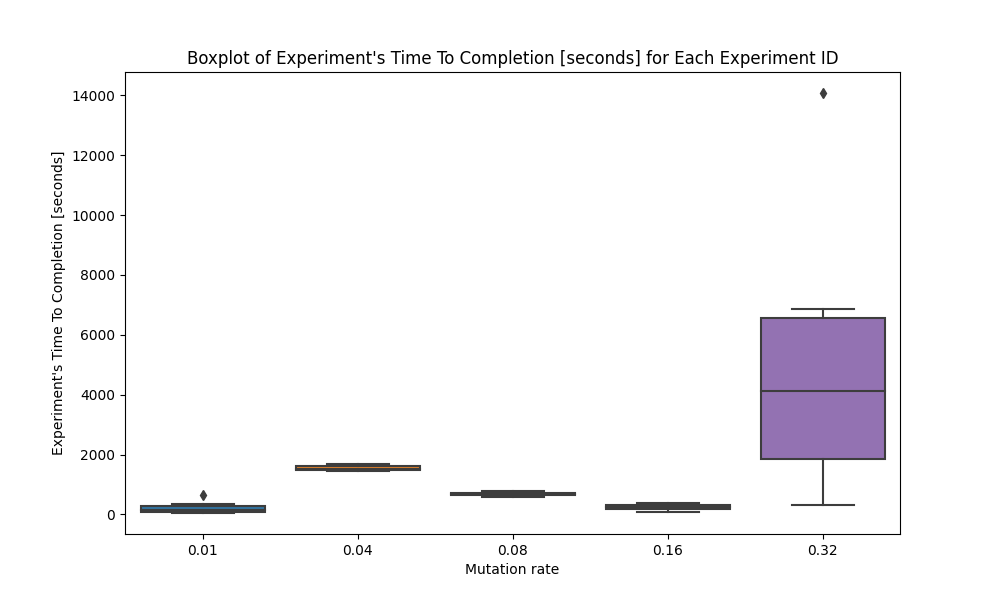 Boxplot of Experiment's Time To Completion [seconds] for Each Experiment ID
Experiment's Time To Completion [seconds]
14000
12000
10000
8000
6000
4000
2000
0
0.01 0.04 0.08 0.16 0.32
Mutation rate